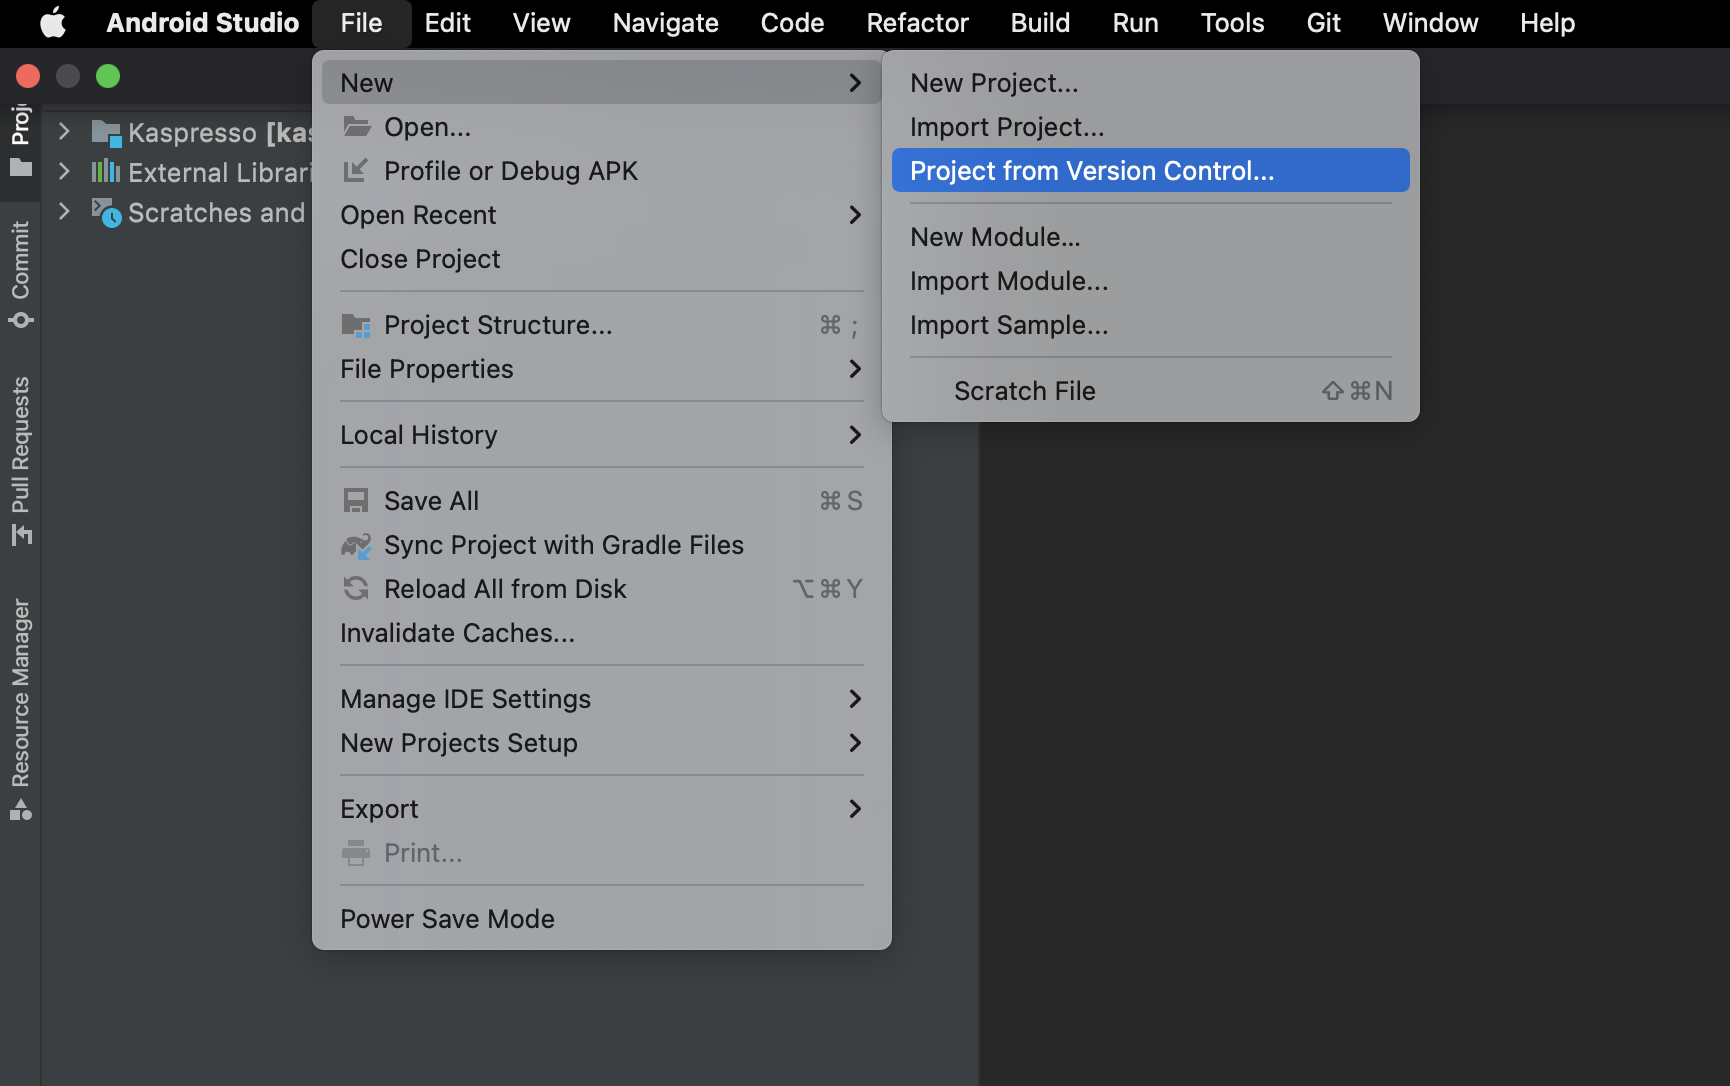 Android Studio File Edit View Navigate Code Refactor Build Run Tools Git Window Help
Proj
Commit
Pull Requests
Resource Manager
Kaspresso [kas
External Librari
Scratches and
New
Open...
Profile or Debug APK
Open Recent
Close Project
Project Structure... ⌘ ;
File Properties
Local History
Save All ⌘ S
Sync Project with Gradle Files
Reload All from Disk ⌥⌘Y
Invalidate Caches...
Manage IDE Settings
New Projects Setup
Export
Print...
Power Save Mode
New Project...
Import Project...
Project from Version Control...
New Module...
Import Module...
Import Sample...
Scratch File ⇧⌘N